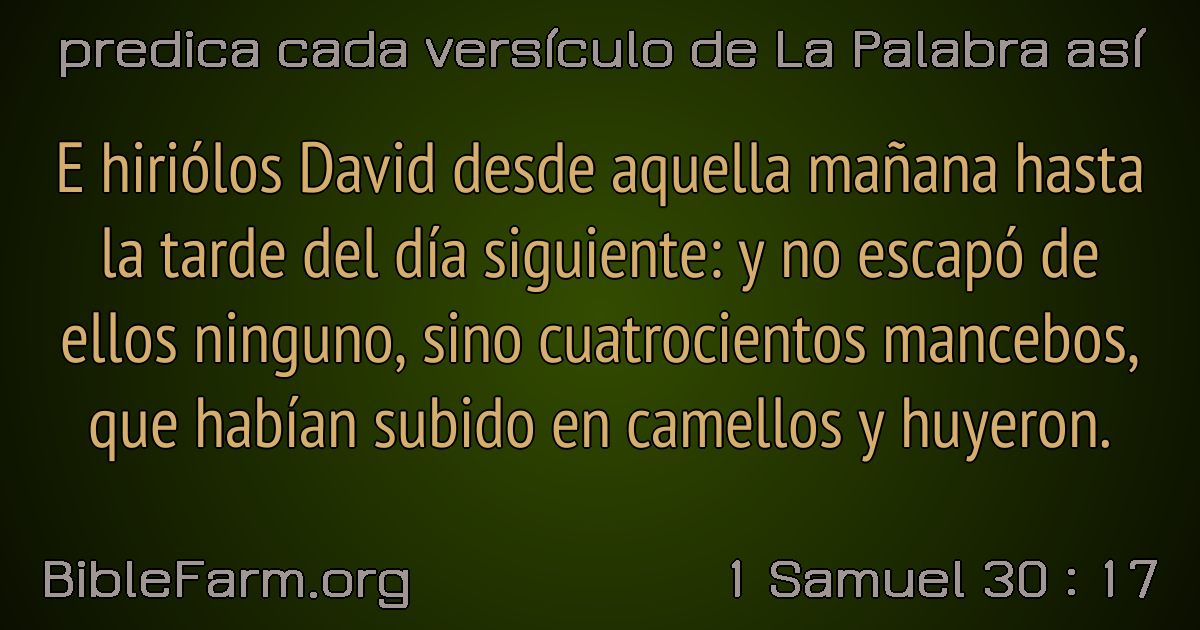 predica cada versículo de La Palabra así
E hiriólos David desde aquella mañana hasta
la tarde del día siguiente: y no escapó de
ellos ninguno, sino cuatrocientos mancebos,
que habían subido en camellos y huyeron.
BibleFarm.org
1 Samuel 30 : 17